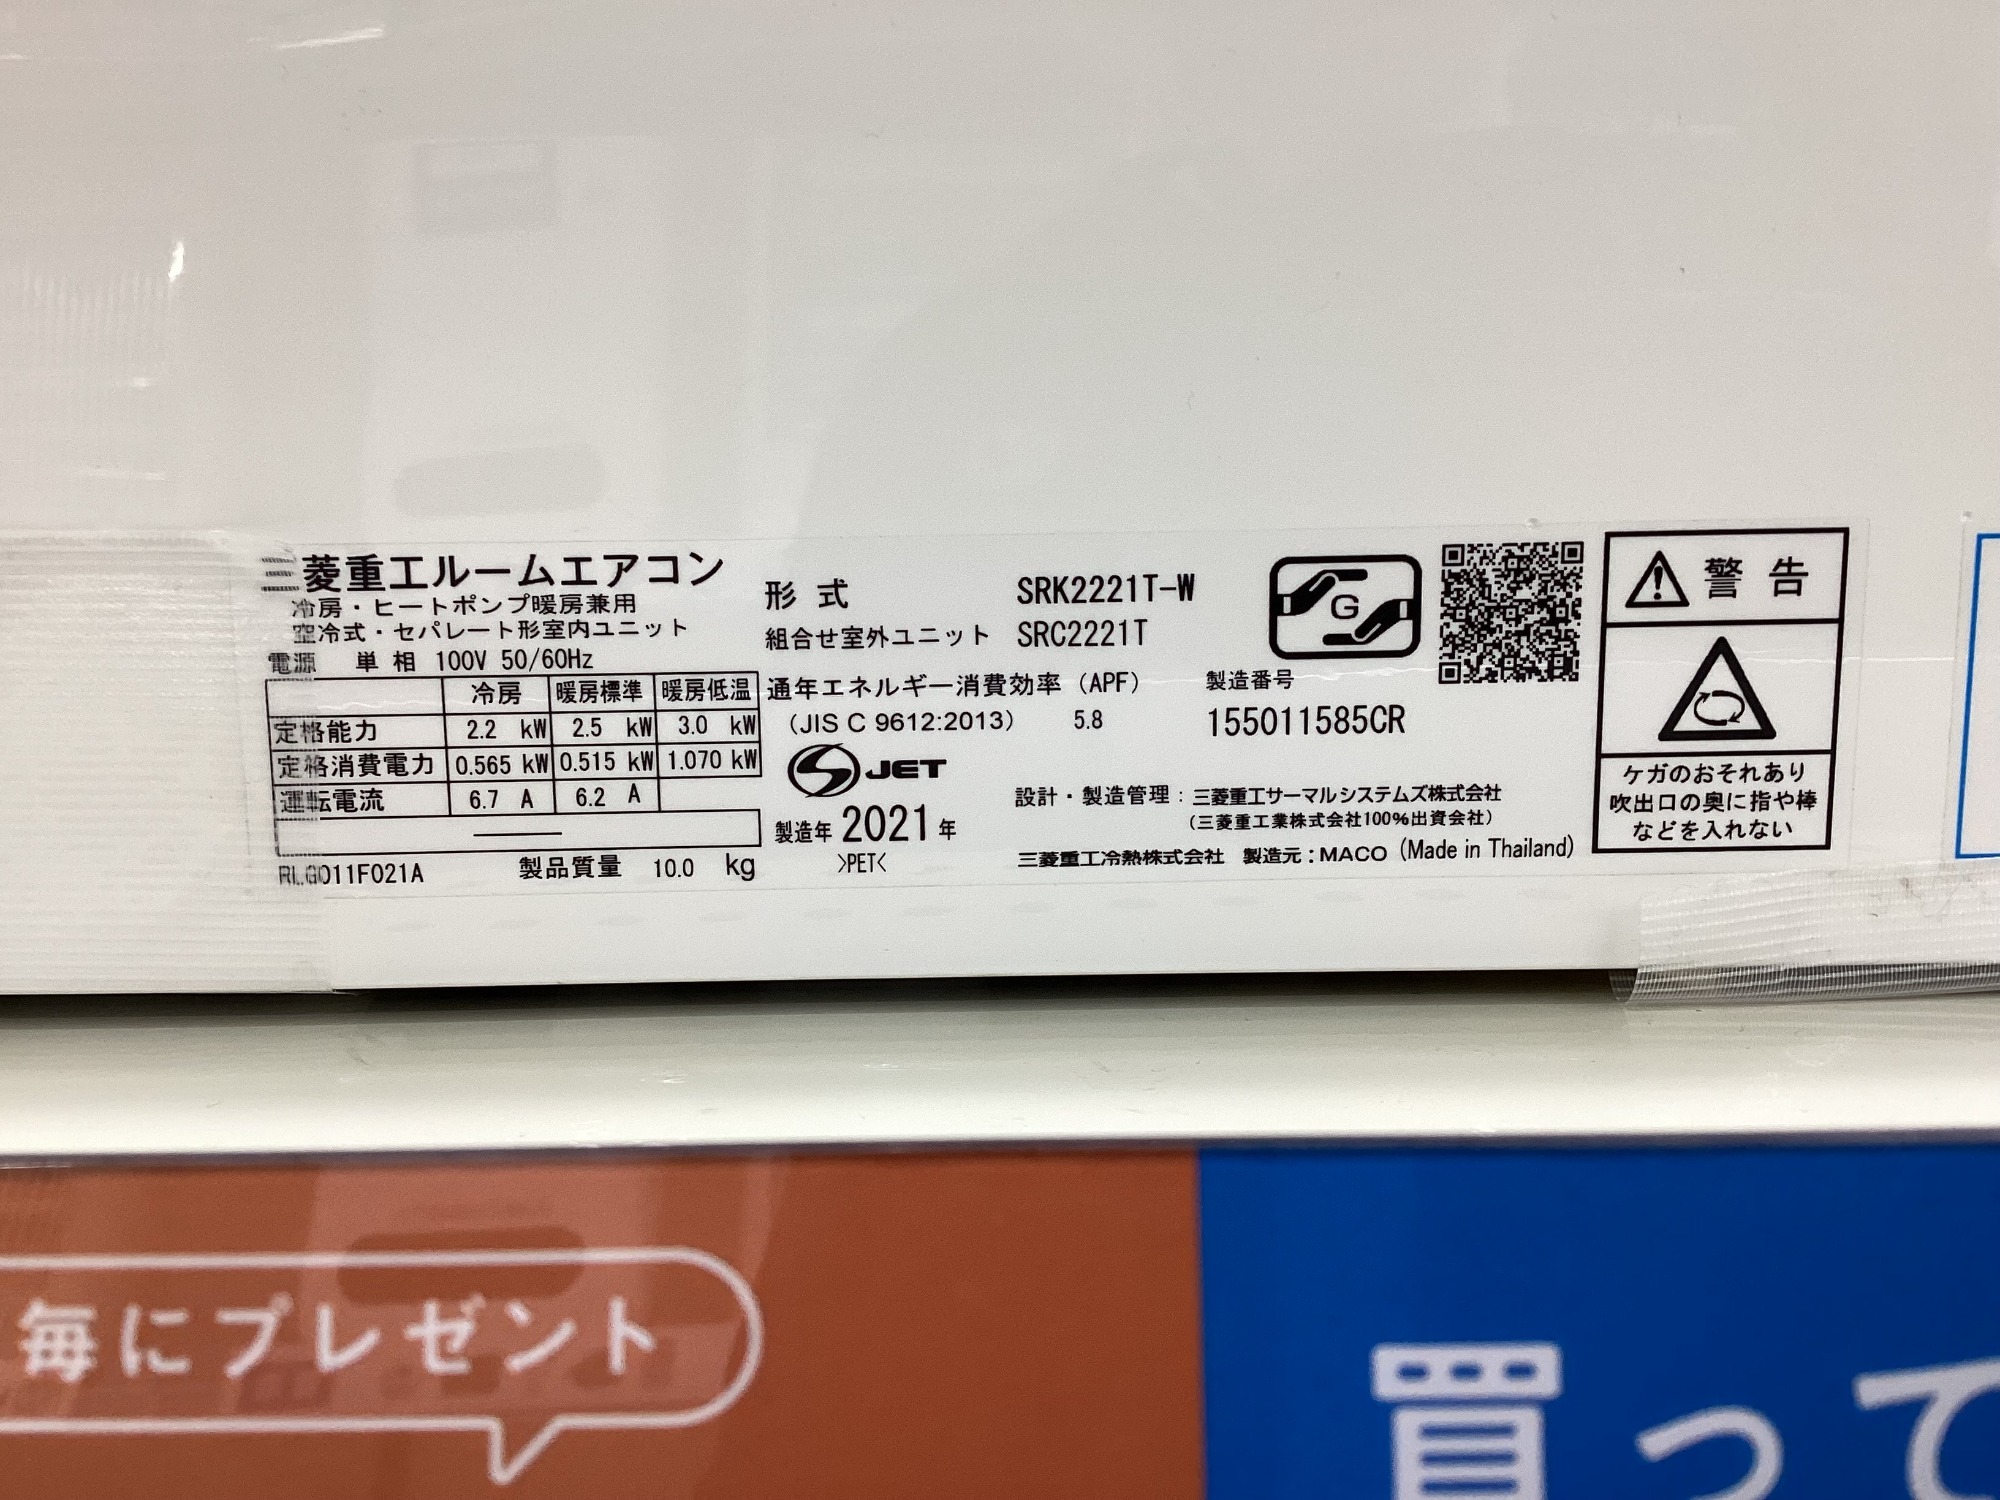 三菱重工ルームエアコン
冷房・ヒートポンプ暖房兼用
空冷式・セパレート形室内ユニット
電源 単相 100V 50/60Hz
冷房 暖房標準 暖房低温
定格能力 2.2 kW 2.5 kW 3.0 kW
定格消費電力 0.565 kW 0.515 kW 1.070 kW
運転電流 6.7 A 6.2 A
RLG011F021A 製品質量 10.0 kg
形式 SRK2221T-W
組合せ室外ユニット SRC2221T
通年エネルギー消費効率（APF）
（JIS C 9612:2013） 5.8
JET
製造年 2021 年
>PET<
G
製造番号
155011585CR
設計・製造管理：三菱重工サーマルシステムズ株式会社
（三菱重工業株式会社100%出資会社）
三菱重工冷熱株式会社 製造元：MACO（Made in Thailand）
警告
ケガのおそれあり
吹出口の奥に指や棒
などを入れない
毎にプレゼント
買って